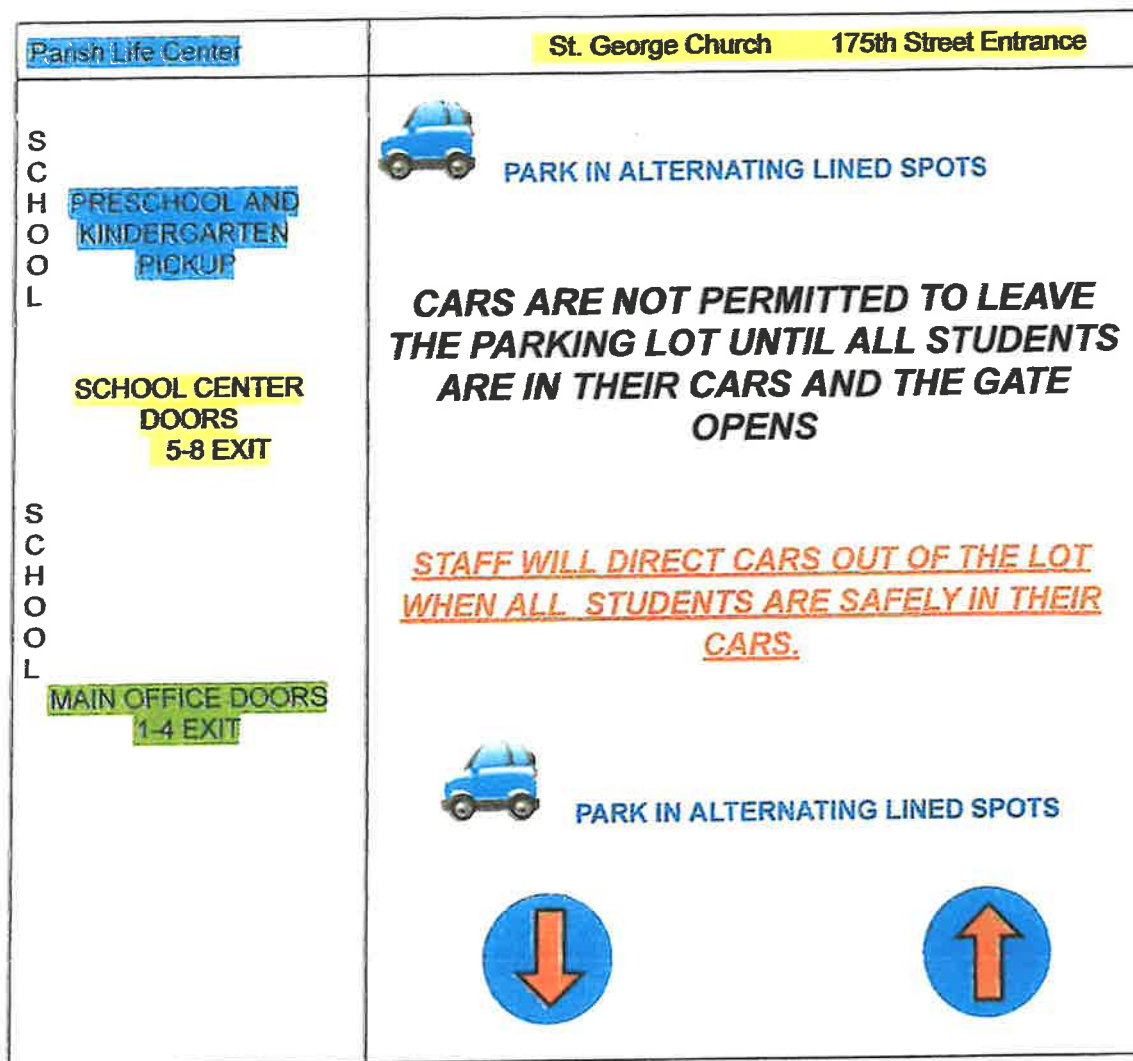 Parish Life Center
St. George Church 175th Street Entrance
SCHOOL
PRESCHOOL AND
KINDERGARTEN
PICKUP
SCHOOL CENTER
DOORS
5-8 EXIT
SCHOOL
MAIN OFFICE DOORS
1-4 EXIT
PARK IN ALTERNATING LINED SPOTS
CARS ARE NOT PERMITTED TO LEAVE
THE PARKING LOT UNTIL ALL STUDENTS
ARE IN THEIR CARS AND THE GATE
OPENS
STAFF WILL DIRECT CARS OUT OF THE LOT
WHEN ALL STUDENTS ARE SAFELY IN THEIR
CARS.
PARK IN ALTERNATING LINED SPOTS